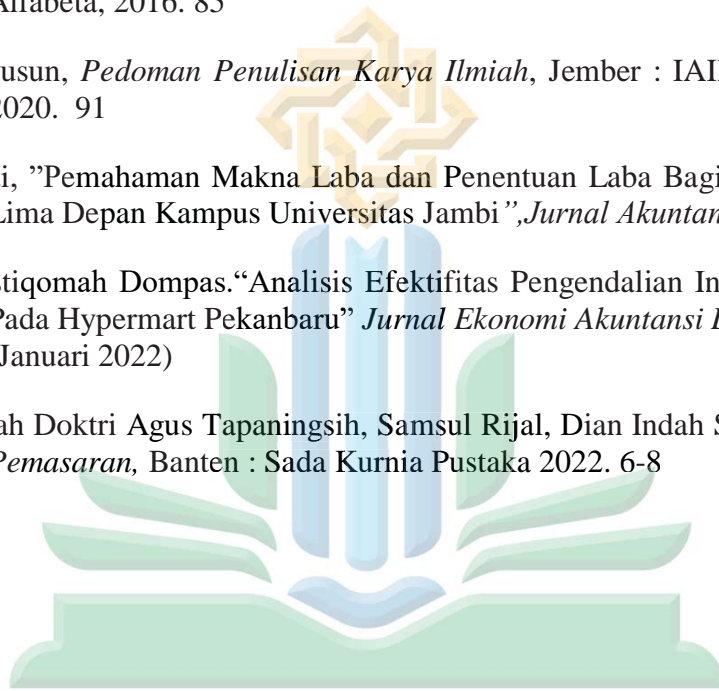 Alfabeta, 2016. 85
usun, Pedoman Penulisan Karya Ilmiah, Jember : IAI
2020. 91
i, ”Pemahaman Makna Laba dan Penentuan Laba Bagi
Lima Depan Kampus Universitas Jambi”,Jurnal Akuntan
stiqomah Dompas.“Analisis Efektifitas Pengendalian In
Pada Hypermart Pekanbaru” Jurnal Ekonomi Akuntansi
Januari 2022)
ah Doktri Agus Tapaningsih, Samsul Rijal, Dian Indah S
Pemasaran, Banten : Sada Kurnia Pustaka 2022. 6-8